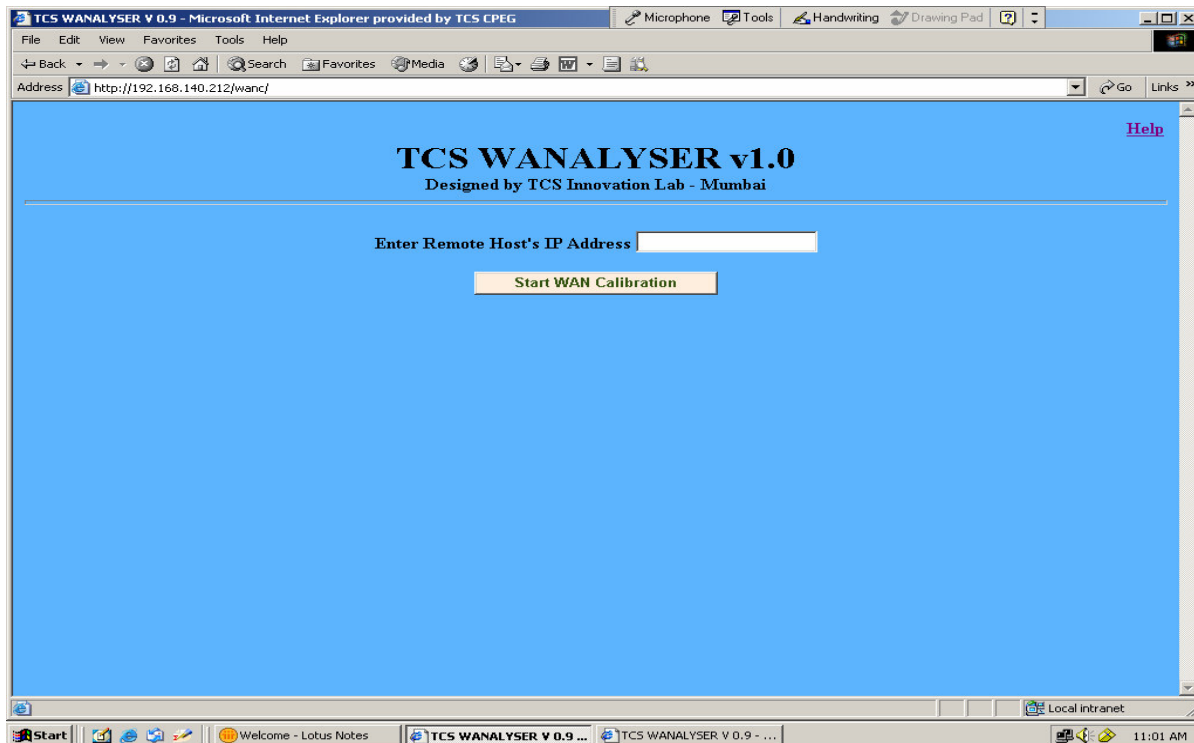 TCS WANALYSER V 0.9 - Microsoft Internet Explorer provided by TCS CPEG
Microphone Tools Handwriting Drawing Pad
File Edit View Favorites Tools Help
Back Search Favorites Media
Address http://192.168.140.212/wanc/ Go Links »
Help
TCS WANALYSER v1.0
Designed by TCS Innovation Lab - Mumbai
Enter Remote Host's IP Address
Start WAN Calibration
Local intranet
Start Welcome - Lotus Notes TCS WANALYSER V 0.9 ... TCS WANALYSER V 0.9 - ... 11:01 AM